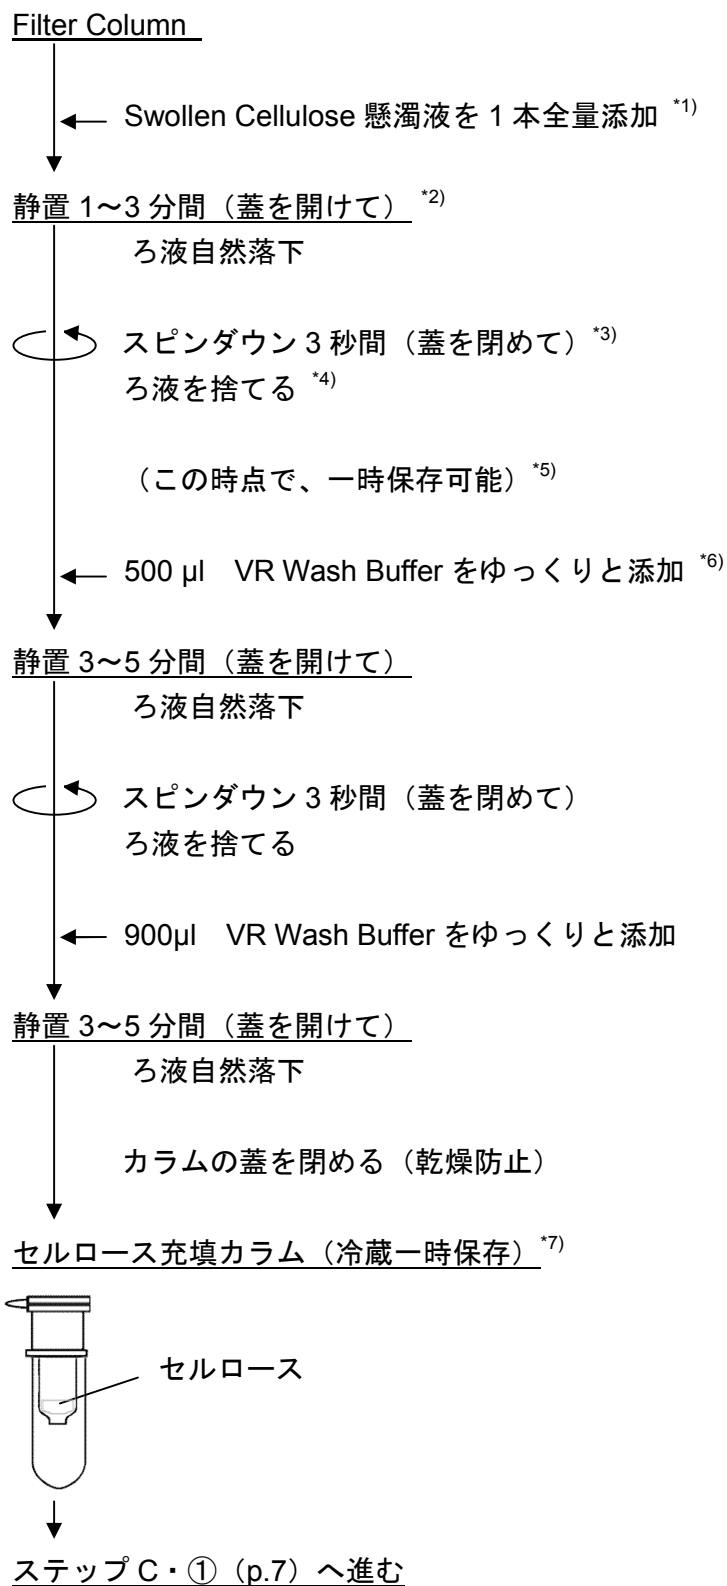 Filter Column
Swollen Cellulose 懸濁液を 1 本全量添加 *1)
静置 1～3 分間（蓋を開けて） *2)
ろ液自然落下
スピンダウン 3 秒間（蓋を閉めて） *3)
ろ液を捨てる *4)
（この時点で、一時保存可能） *5)
500 µl　VR Wash Buffer をゆっくりと添加 *6)
静置 3～5 分間（蓋を開けて）
ろ液自然落下
スピンダウン 3 秒間（蓋を閉めて）
ろ液を捨てる
900µl　VR Wash Buffer をゆっくりと添加
静置 3～5 分間（蓋を開けて）
ろ液自然落下
カラムの蓋を閉める（乾燥防止）
セルロース充填カラム（冷蔵一時保存） *7)
セルロース
ステップ C・①（p.7）へ進む